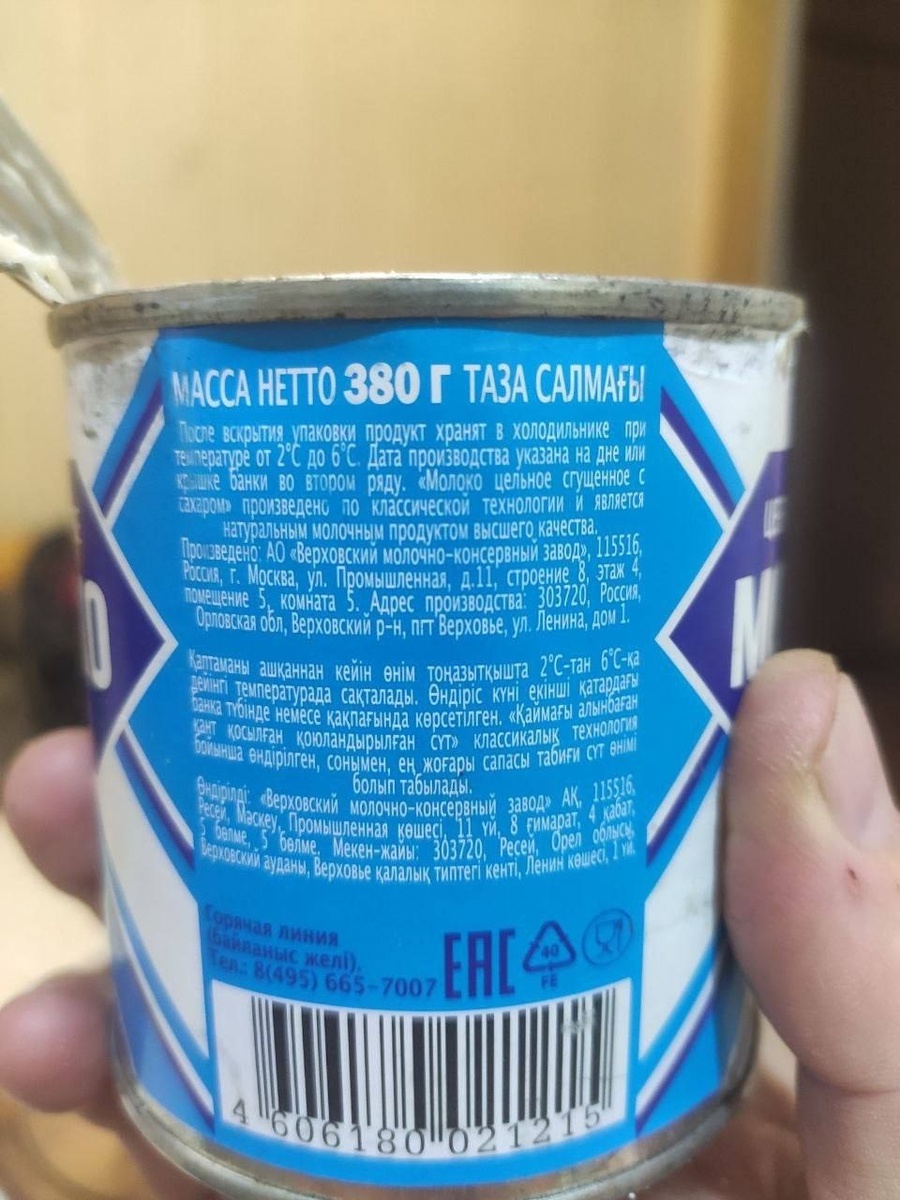 МАССА НЕТТО 380 Г ТАЗА САЛМАҒЫ
После вскрытия упаковки продукт хранят в холодильнике при
температуре от 2°С до 6°С. Дата производства указана на дне или
крышке банки во втором ряду. «Молоко цельное сгущенное с
сахаром» произведено по классической технологии и является
натуральным молочным продуктом высшего качества.
Произведено: АО «Верховский молочно-консервный завод», 115516,
Россия, г. Москва, ул. Промышленная, д.11, строение 8, этаж 4,
помещение 5, комната 5. Адрес производства: 303720, Россия,
Орловская обл, Верховский р-н, пгт Верховье, ул. Ленина, дом 1.
Қаптаманы ашқаннан кейін өнім тоңазытқышта 2°С-тан 6°С-қа
дейінгі температурада сақталады. Өндіріс күні екінші қатардағы
банка түбінде немесе қақпағында көрсетілген. «Қаймағы алынбаған
қант қосылған қоюландырылған сүт» классикалық технология
бойынша өндірілген, сонымен, ең жоғары сапасы табиғи сүт өнімі
болып табылады.
Өндірілді: «Верховский молочно-консервный завод» АҚ, 115516,
Ресей, Мәскеу, Промышленная көшесі, 11 үй, 8 ғимарат, 4 қабат,
5 бөлме, 5 бөлме. Мекен-жайы: 303720, Ресей, Орел облысы,
Верховский ауданы, Верховье қалалық типтегі кенті, Ленин көшесі, 1 үй.
Горячая линия
(байланыс желі),
Тел.: 8(495) 665-7007
ЕАС
40
FE
4 606180 021215